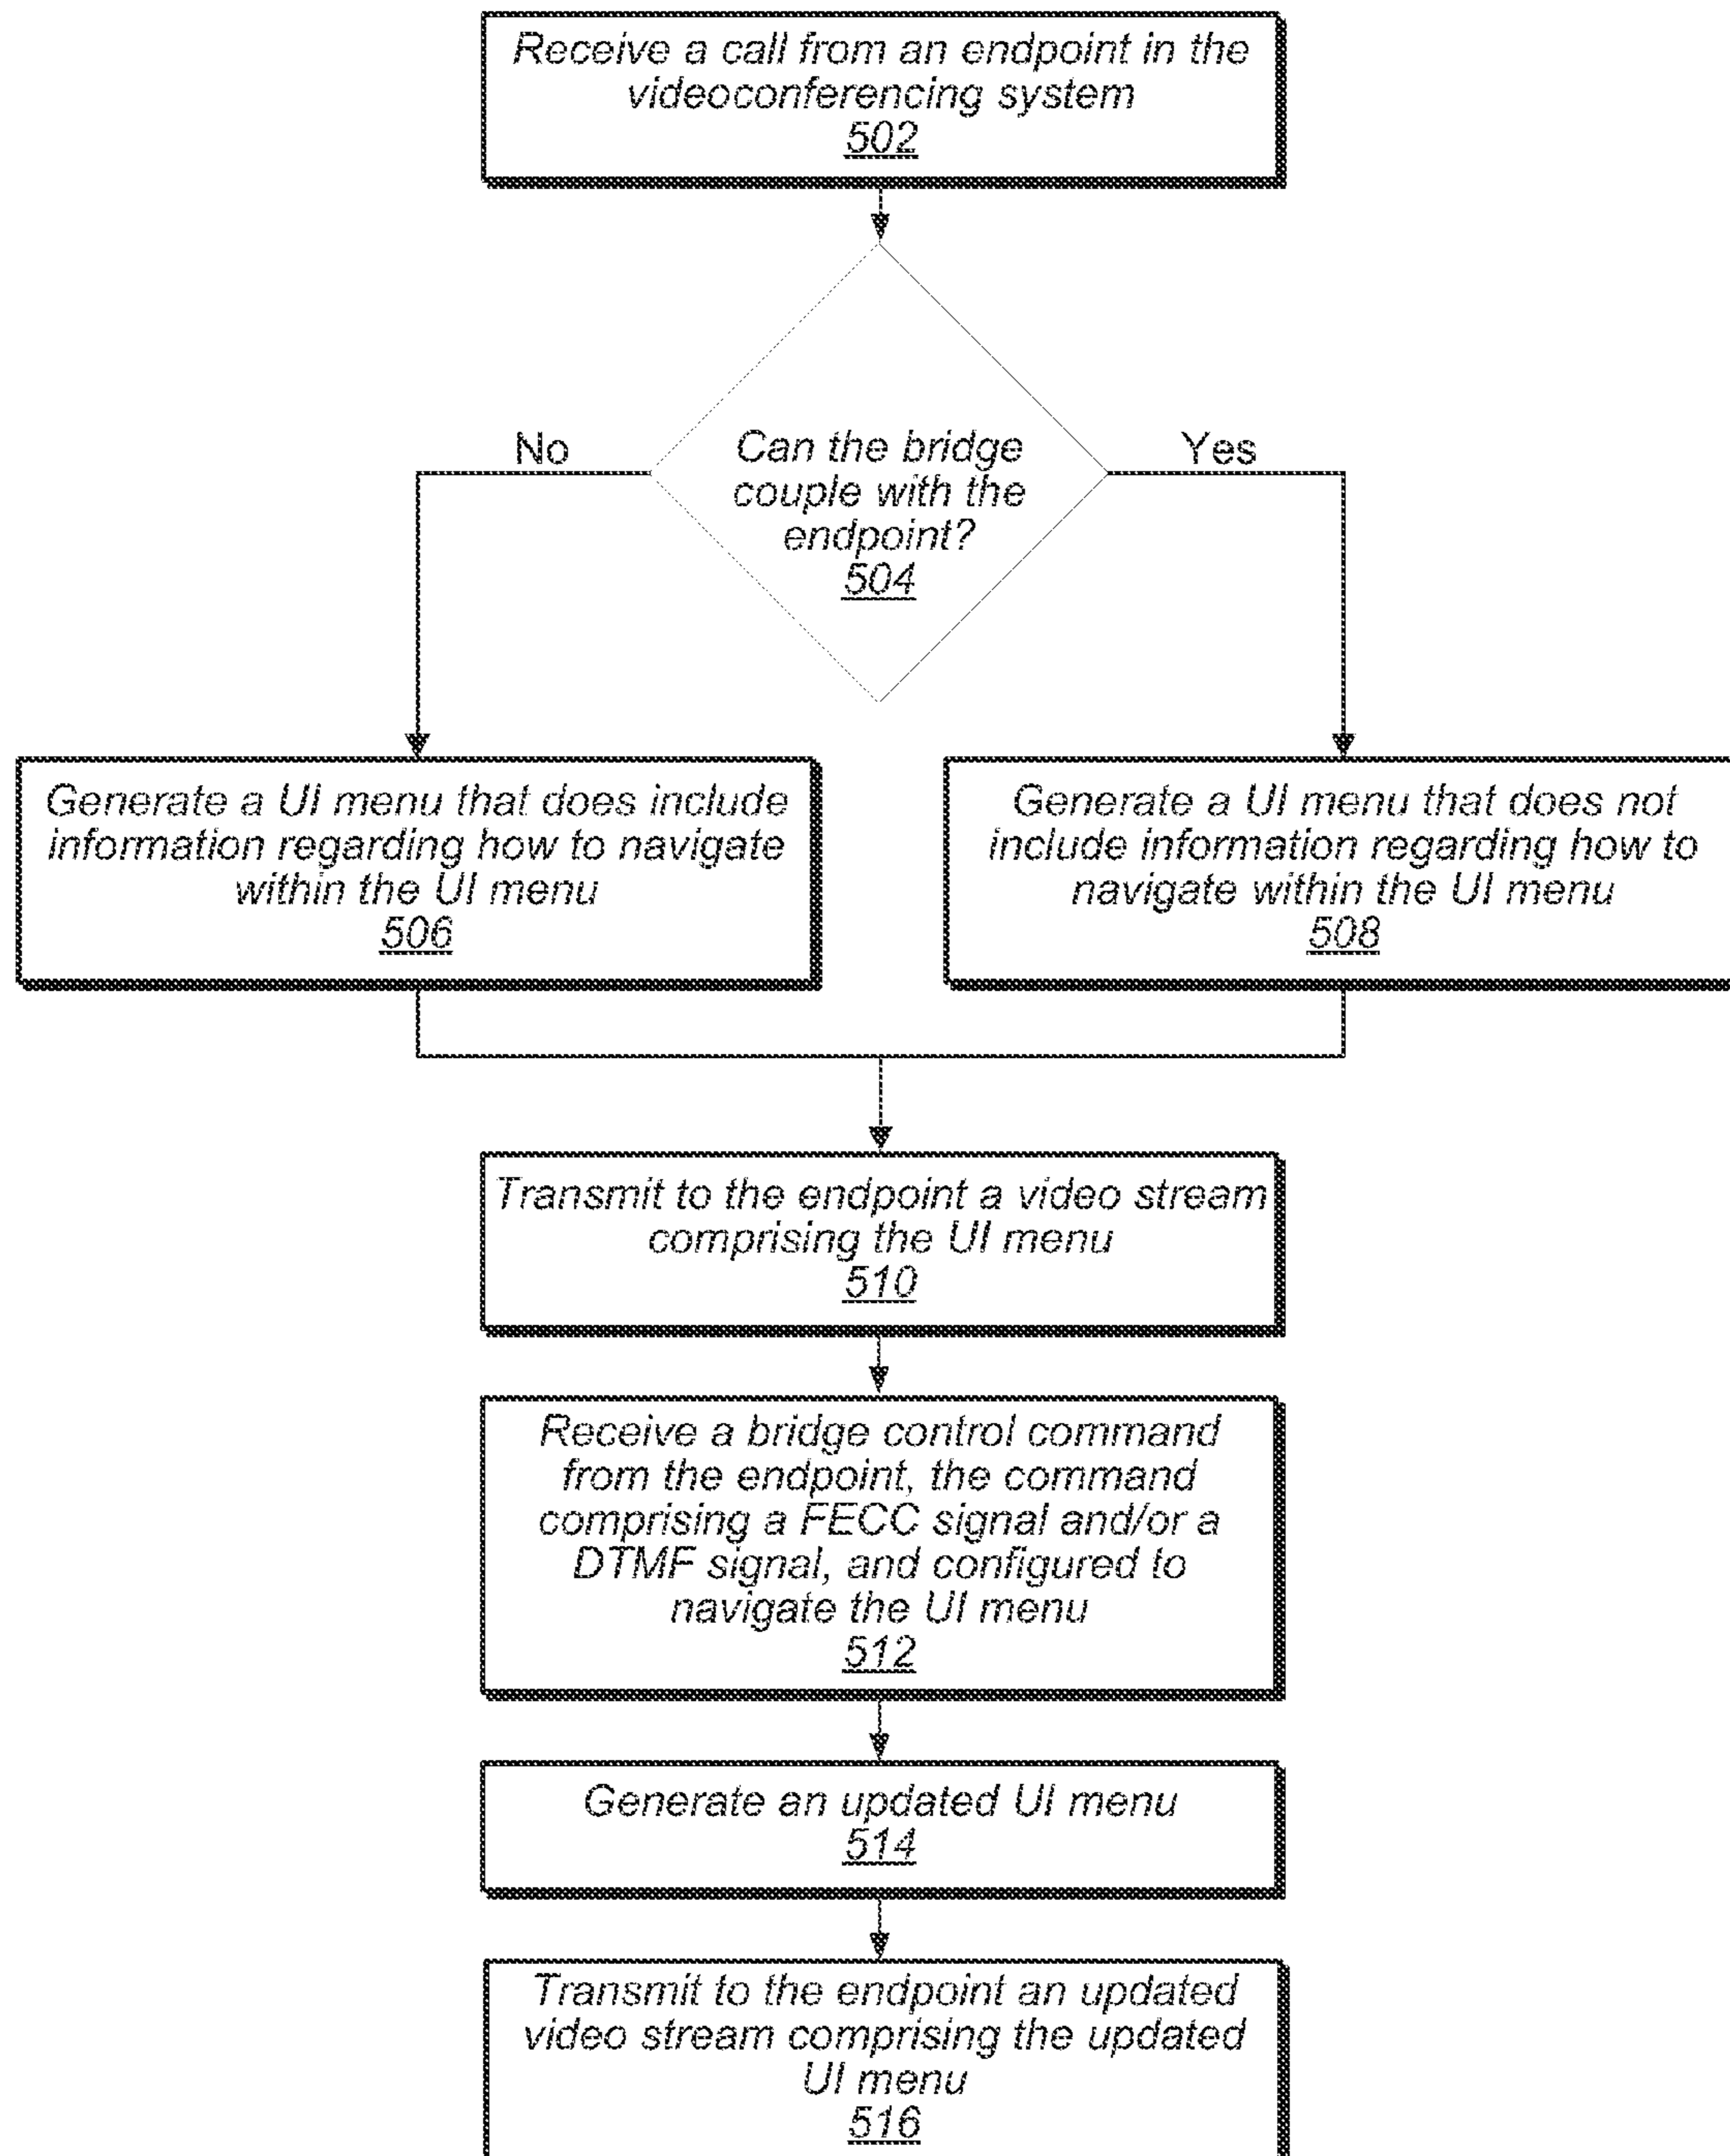 Receive a call from an endpoint in the
videoconferencing system
502
No
Yes
Can the bridge
couple with the
endpoint?
504
Generate a UI menu that does include
information regarding how to navigate
within the UI menu
506
Generate a UI menu that does not
include information regarding how to
navigate within the UI menu
508
Transmit to the endpoint a video stream
comprising the UI menu
510
Receive a bridge control command
from the endpoint, the command
comprising a FECC signal and/or a
DTMF signal, and configured to
navigate the UI menu
512
Generate an updated UI menu
514
Transmit to the endpoint an updated
video stream comprising the updated
UI menu
516